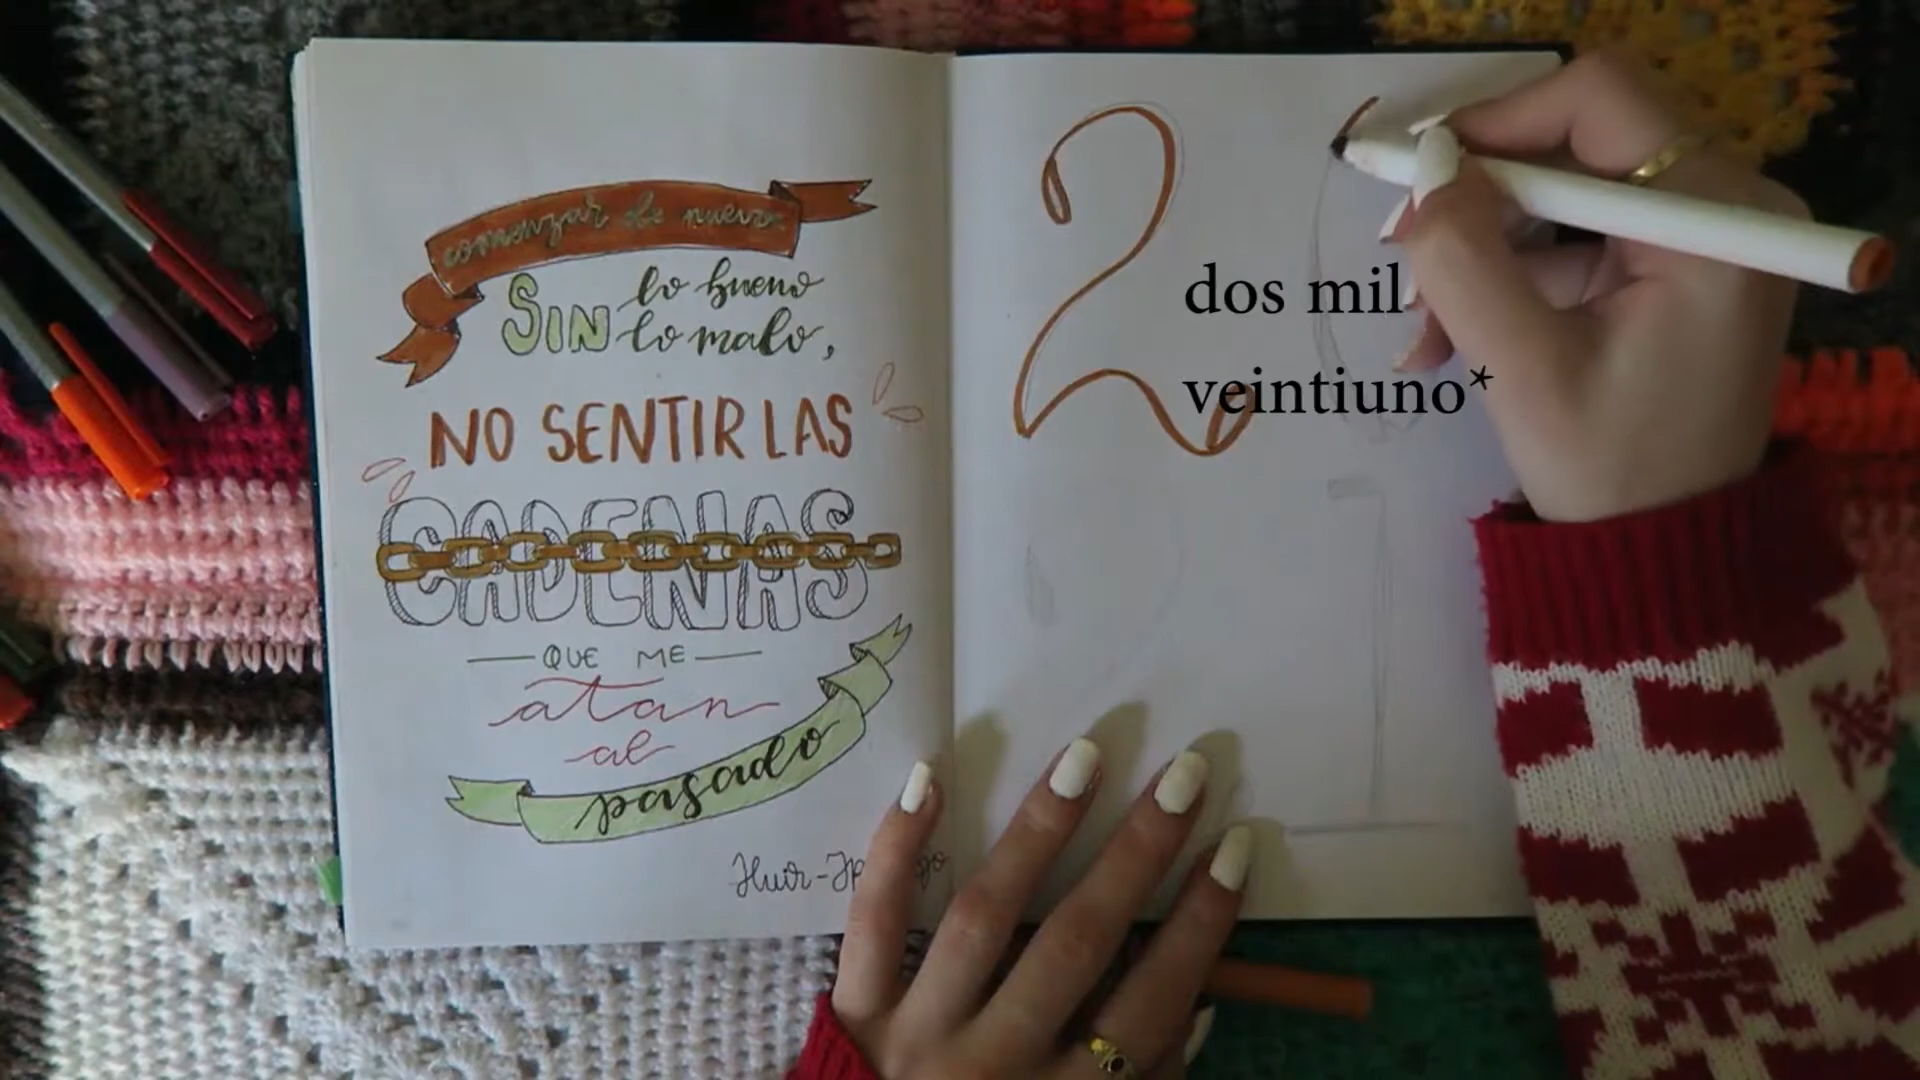 comenzar de nuevo
SIN lo bueno
lo malo,
NO SENTIR LAS
CADENAS
QUE ME
atan
al
pasado
Huir-
2
dos mil
veintiuno*